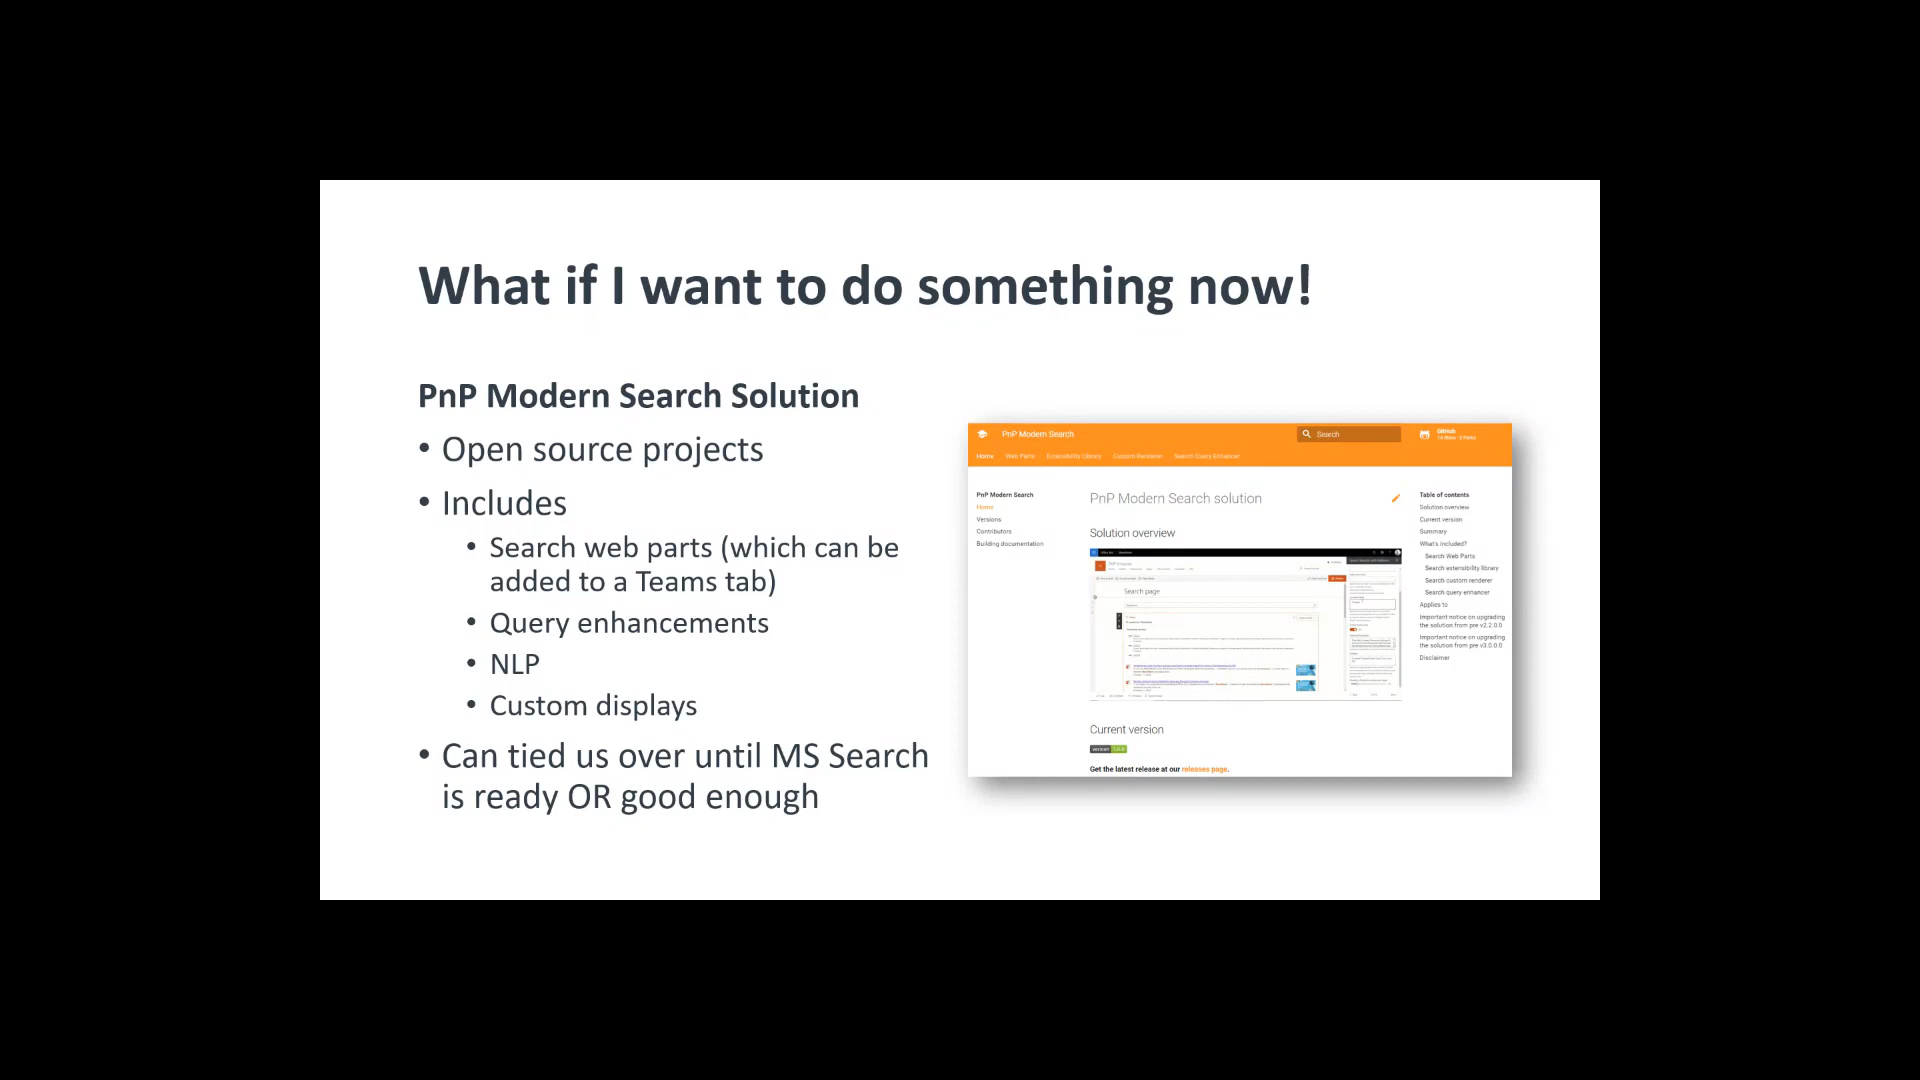 What if I want to do something now!
PnP Modern Search Solution
• Open source projects
• Includes
• Search web parts (which can be
added to a Teams tab)
• Query enhancements
• NLP
• Custom displays
• Can tied us over until MS Search
is ready OR good enough
PnP Modern Search
Search
GitHub
Home Web Parts Extensibility Library Custom Renderer Search Query Enhancer
PnP Modern Search
Home
Versions
Contributors
Building documentation
PnP Modern Search solution
Solution overview
Search page
Current version
version
Get the latest release at our releases page.
Table of contents
Solution overview
Current version
Summary
What's included?
Search Web Parts
Search extensibility library
Search custom renderer
Search query enhancer
Applies to
Important notice on upgrading
the solution from pre v2.2.0.0
Important notice on upgrading
the solution from pre v3.0.0.0
Disclaimer